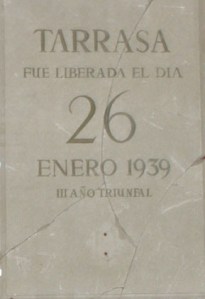 TARRASA
FUE LIBERADA EL DIA
26
ENERO 1939
III AÑO TRIUNFAL